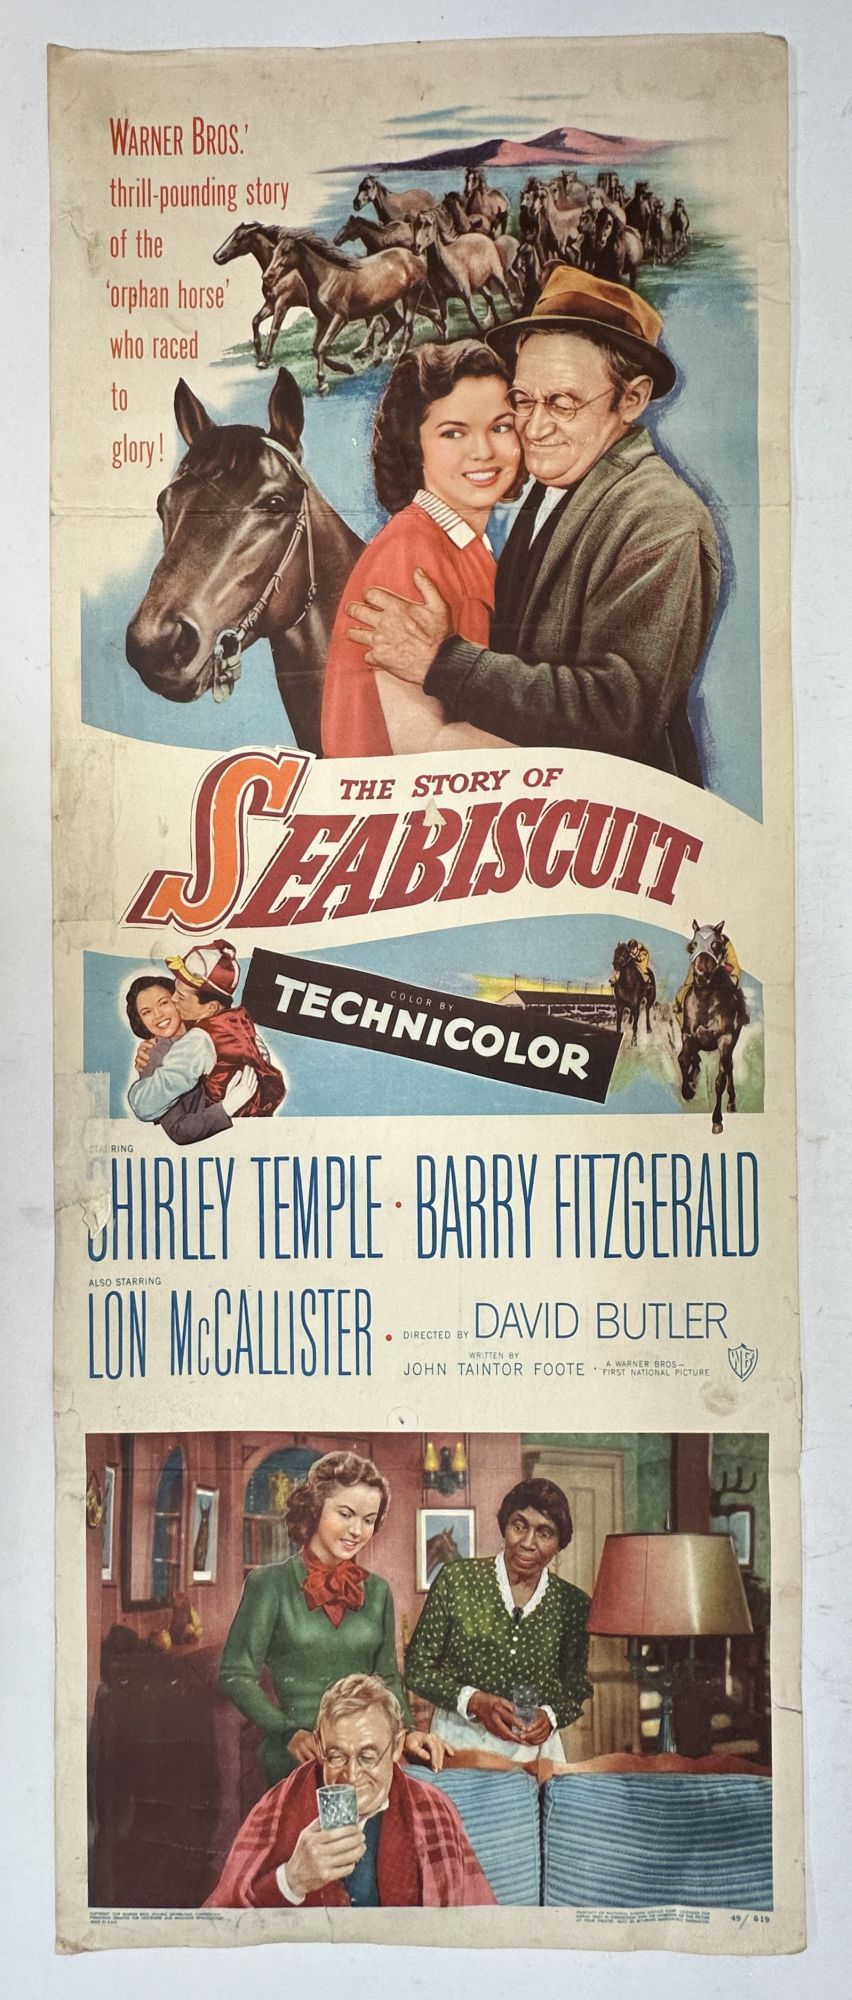 WARNER BROS.'
thrill-pounding story
of the
'orphan horse'
who raced
to
glory!
THE STORY OF
SEABISCUIT
COLOR BY
TECHNICOLOR
STARRING
SHIRLEY TEMPLE · BARRY FITZGERALD
ALSO STARRING
LON McCALLISTER · DIRECTED BY DAVID BUTLER
WRITTEN BY
JOHN TAINTOR FOOTE · A WARNER BROS—
FIRST NATIONAL PICTURE
WB
49/619